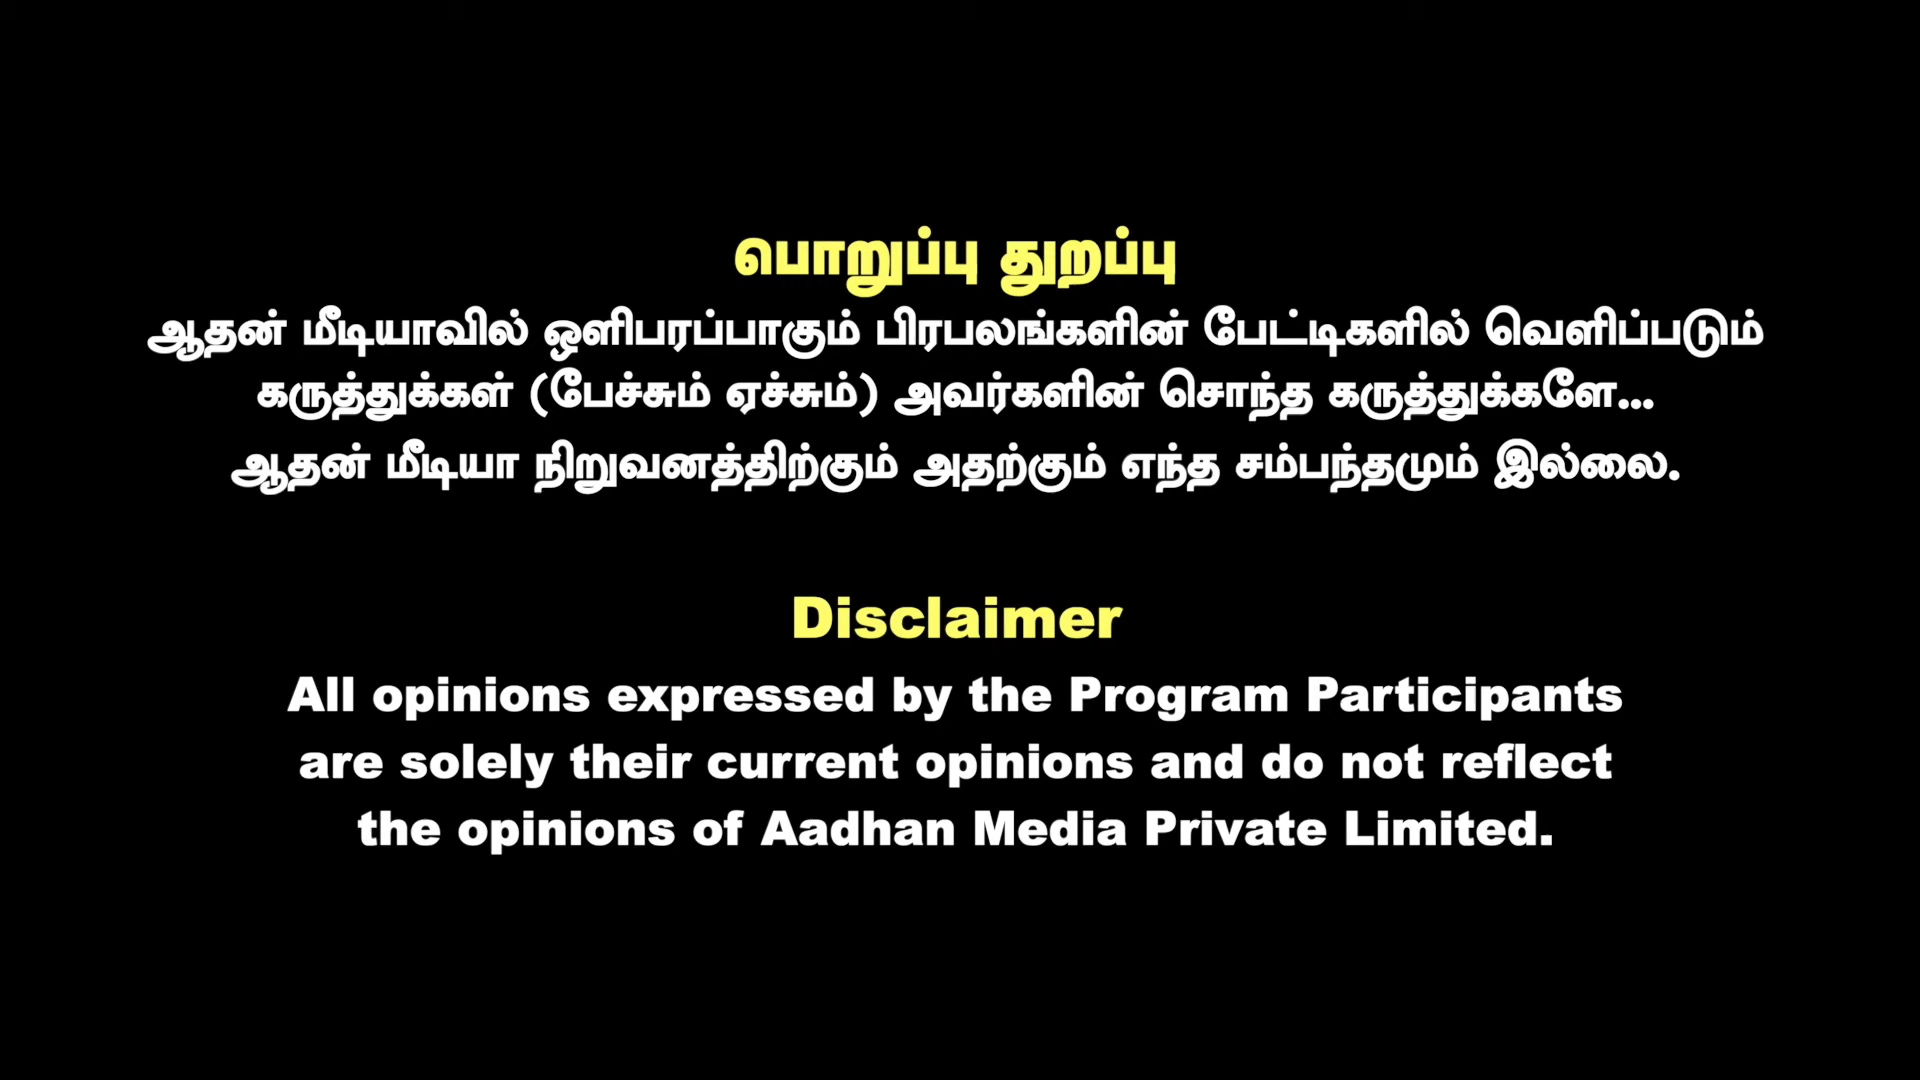 பொறுப்பு துறப்பு
ஆதன் மீடியாவில் ஒளிபரப்பாகும் பிரபலங்களின் பேட்டிகளில் வெளிப்படும்
கருத்துக்கள் (பேச்சும் ஏச்சும்) அவர்களின் சொந்த கருத்துக்களே...
ஆதன் மீடியா நிறுவனத்திற்கும் அதற்கும் எந்த சம்பந்தமும் இல்லை.
Disclaimer
All opinions expressed by the Program Participants
are solely their current opinions and do not reflect
the opinions of Aadhan Media Private Limited.